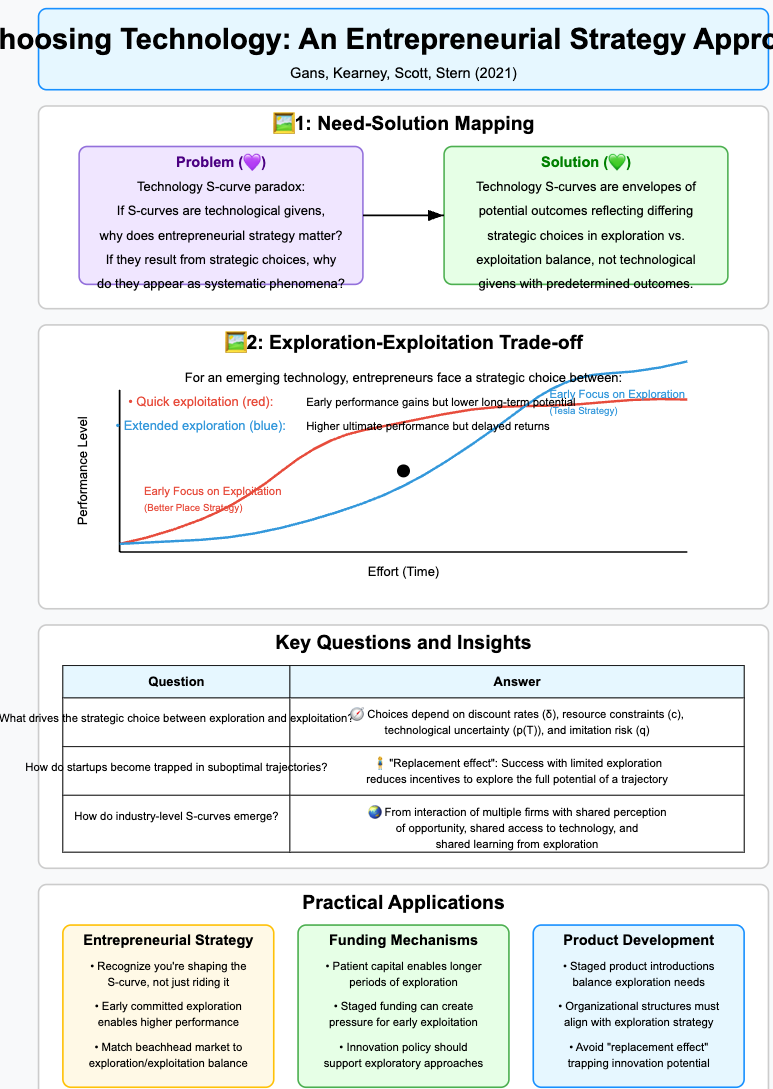 hoosing Technology: An Entrepreneurial Strategy Appro
Gans, Kearney, Scott, Stern (2021)
🖼️1: Need-Solution Mapping
Problem (💜)
Technology S-curve paradox:
If S-curves are technological givens,
why does entrepreneurial strategy matter?
If they result from strategic choices, why
do they appear as systematic phenomena?
Solution (💚)
Technology S-curves are envelopes of
potential outcomes reflecting differing
strategic choices in exploration vs.
exploitation balance, not technological
givens with predetermined outcomes.
🖼️2: Exploration-Exploitation Trade-off
For an emerging technology, entrepreneurs face a strategic choice between:
• Quick exploitation (red): Early performance gains but lower long-term potential
• Extended exploration (blue): Higher ultimate performance but delayed returns
Early Focus on Exploration
(Tesla Strategy)
Early Focus on Exploitation
(Better Place Strategy)
Performance Level
Effort (Time)
Key Questions and Insights
Question Answer
What drives the strategic choice between exploration and exploitation?
🧭 Choices depend on discount rates (δ), resource constraints (c),
technological uncertainty (p(T)), and imitation risk (q)
How do startups become trapped in suboptimal trajectories?
"Replacement effect": Success with limited exploration
reduces incentives to explore the full potential of a trajectory
How do industry-level S-curves emerge?
🌏 From interaction of multiple firms with shared perception
of opportunity, shared access to technology, and
shared learning from exploration
Practical Applications
Entrepreneurial Strategy
• Recognize you're shaping the
S-curve, not just riding it
• Early committed exploration
enables higher performance
• Match beachhead market to
exploration/exploitation balance
Funding Mechanisms
• Patient capital enables longer
periods of exploration
• Staged funding can create
pressure for early exploitation
• Innovation policy should
support exploratory approaches
Product Development
• Staged product introductions
balance exploration needs
• Organizational structures must
align with exploration strategy
• Avoid "replacement effect"
trapping innovation potential